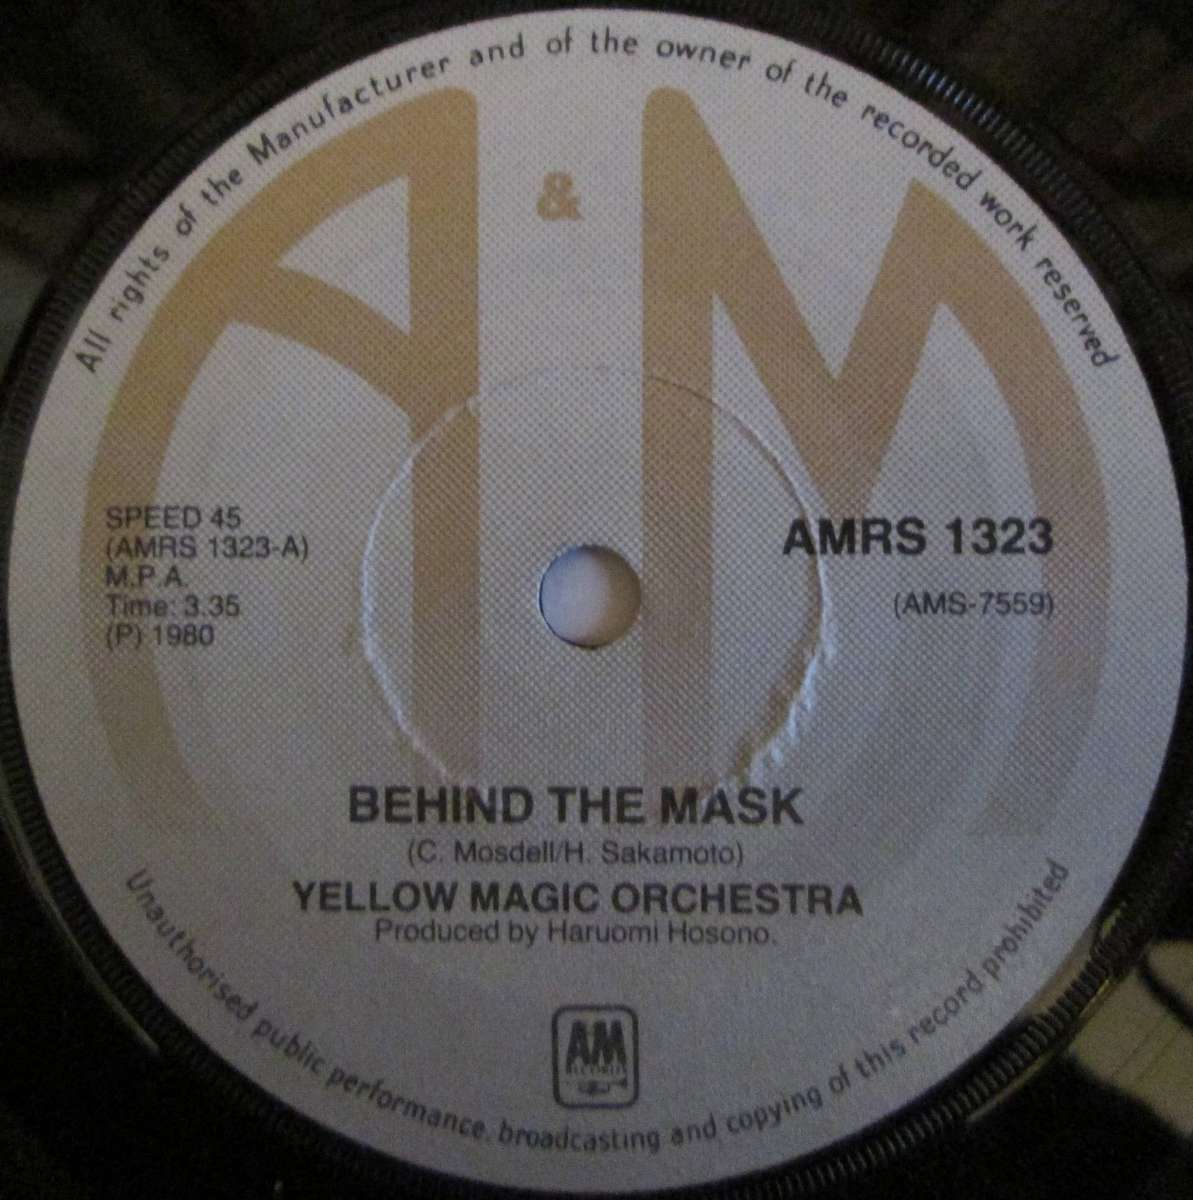 All rights of the Manufacturer and of the owner of the recorded work reserved
A & M
SPEED 45
(AMRS 1323-A)
M.P.A.
Time: 3.35
(P) 1980
AMRS 1323
(AMS-7559)
BEHIND THE MASK
(C. Mosdell/H. Sakamoto)
YELLOW MAGIC ORCHESTRA
Produced by Haruomi Hosono.
AM
RECORDS
Unauthorised public performance, broadcasting and copying of this record prohibited